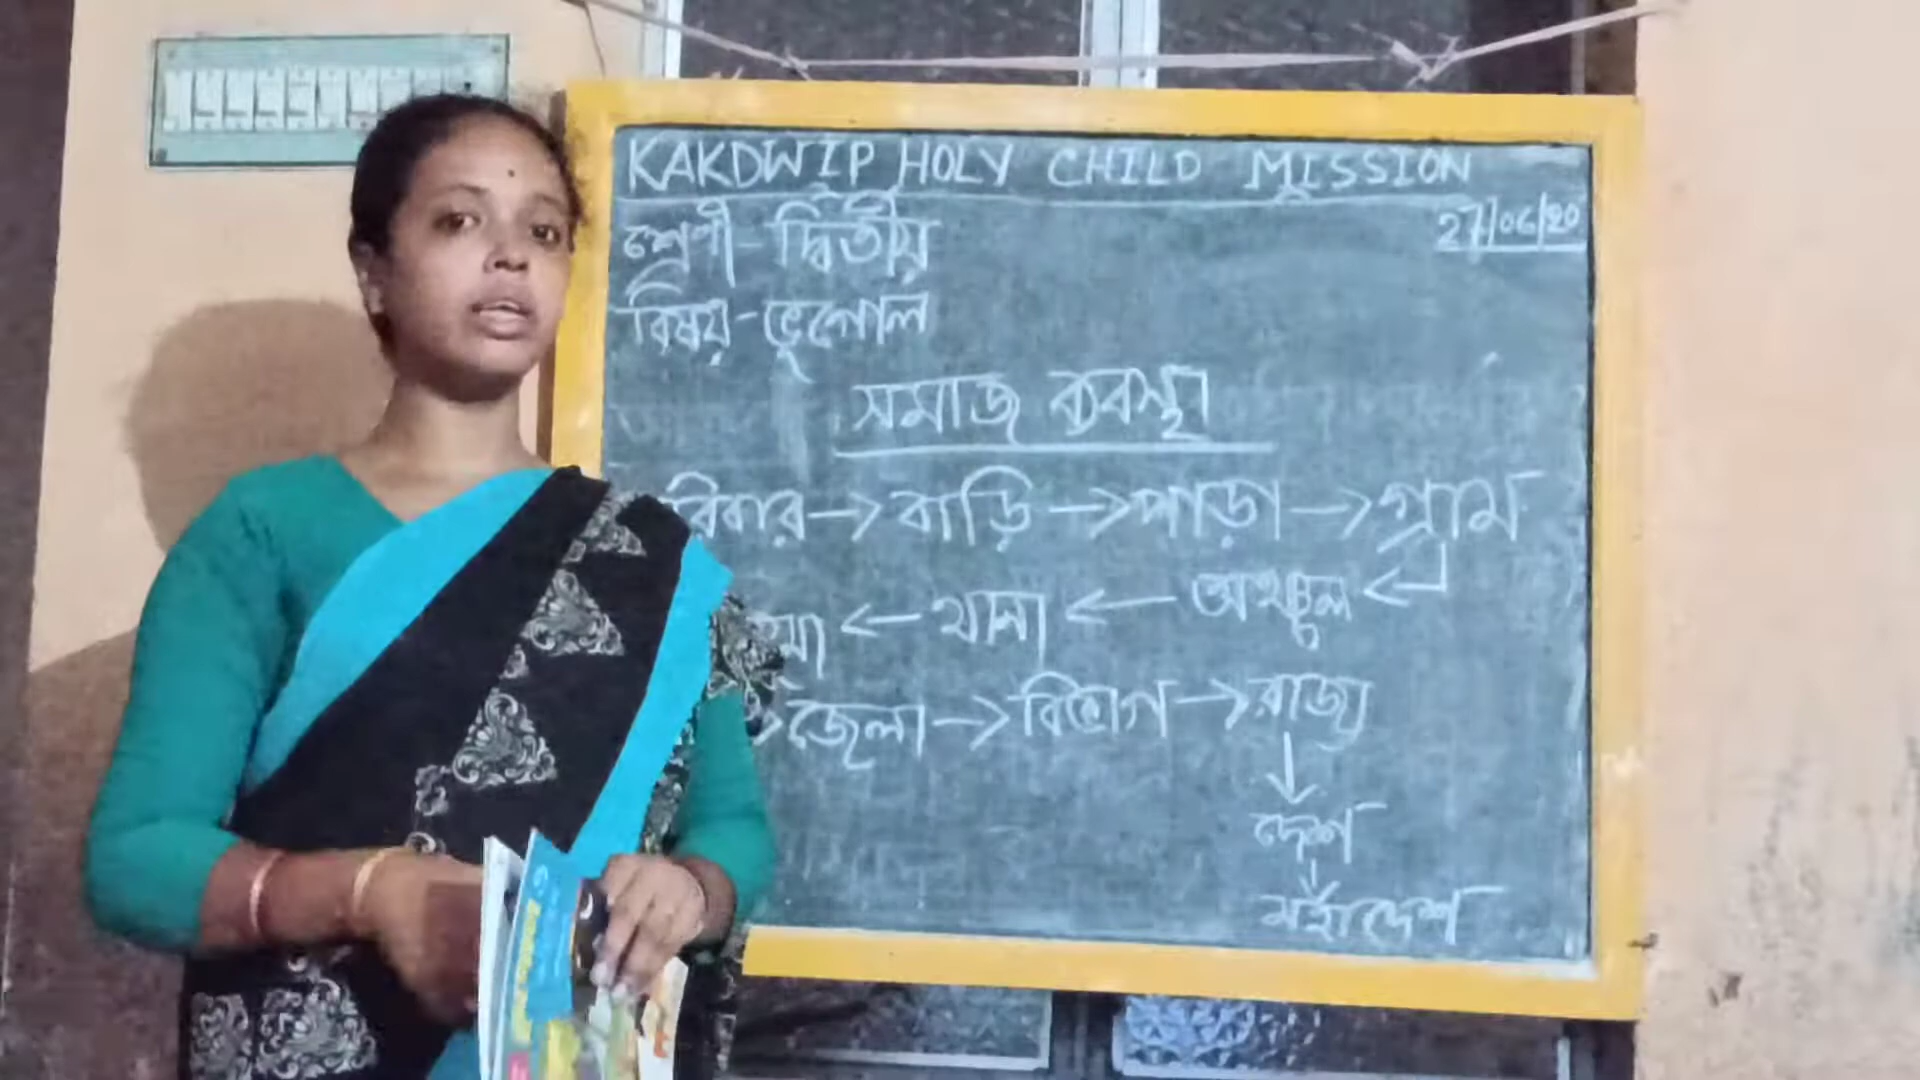 KAKDWIP HOLY CHILD MISSION
27/06/20
শ্রেণী - দ্বিতীয়
বিষয় - ভূগোল
সমাজ ব্যবস্থা
রিবার → বাড়ি → পাড়া → গ্রাম
মা ← থানা ← অঞ্চল ←
→ জেলা → বিভাগ → রাজ্য
↓
দেশ
↓
মহাদেশ